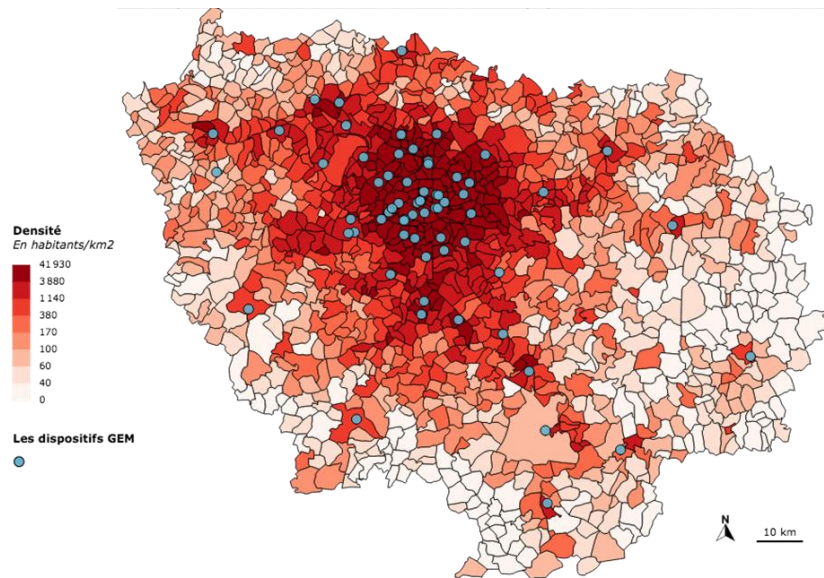 Densité
En habitants/km2
41 930
3 880
1 140
380
170
100
60
40
0
Les dispositifs GEM
N
10 km